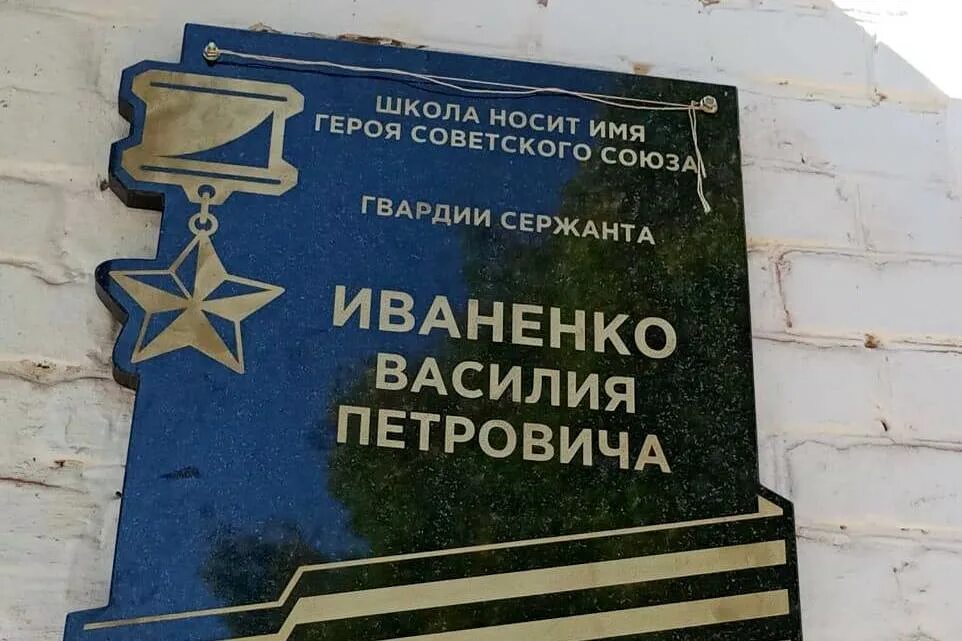 ШКОЛА НОСИТ ИМЯ
ГЕРОЯ СОВЕТСКОГО СОЮЗА
ГВАРДИИ СЕРЖАНТА
ИВАНЕНКО
ВАСИЛИЯ
ПЕТРОВИЧА